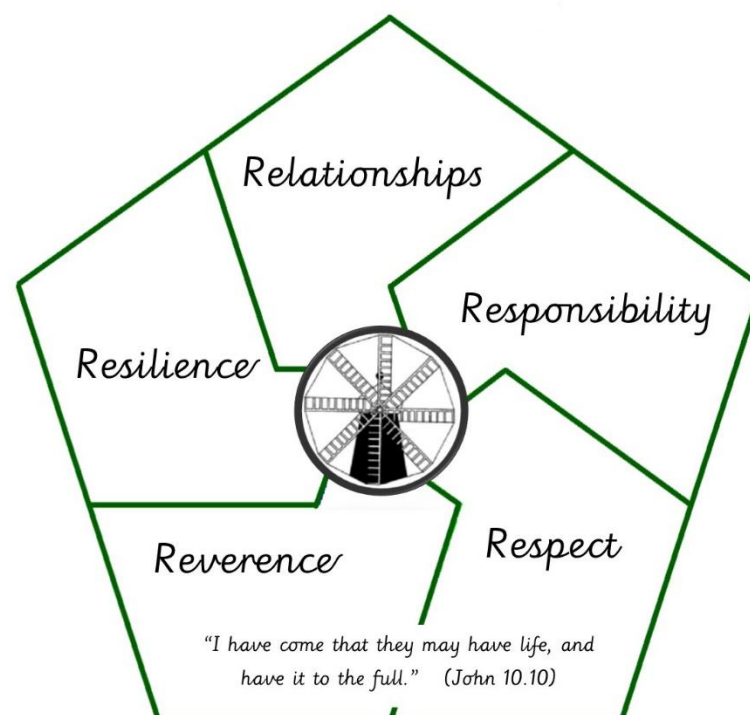 Relationships
Responsibility
Resilience
Reverence
Respect
“I have come that they may have life, and
have it to the full.” (John 10.10)